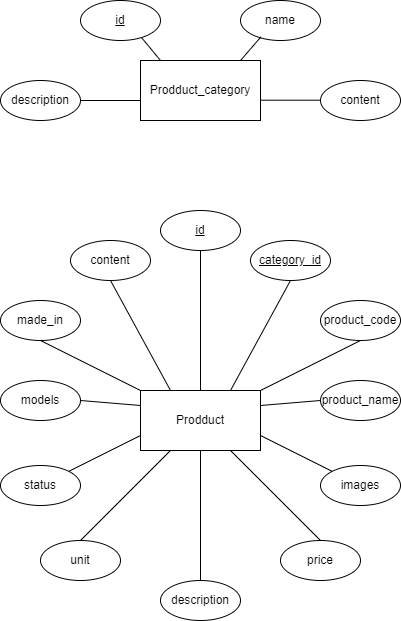 id
name
Prodduct_category
description
content
id
content
category_id
made_in
product_code
models
product_name
Prodduct
status
images
unit
price
description